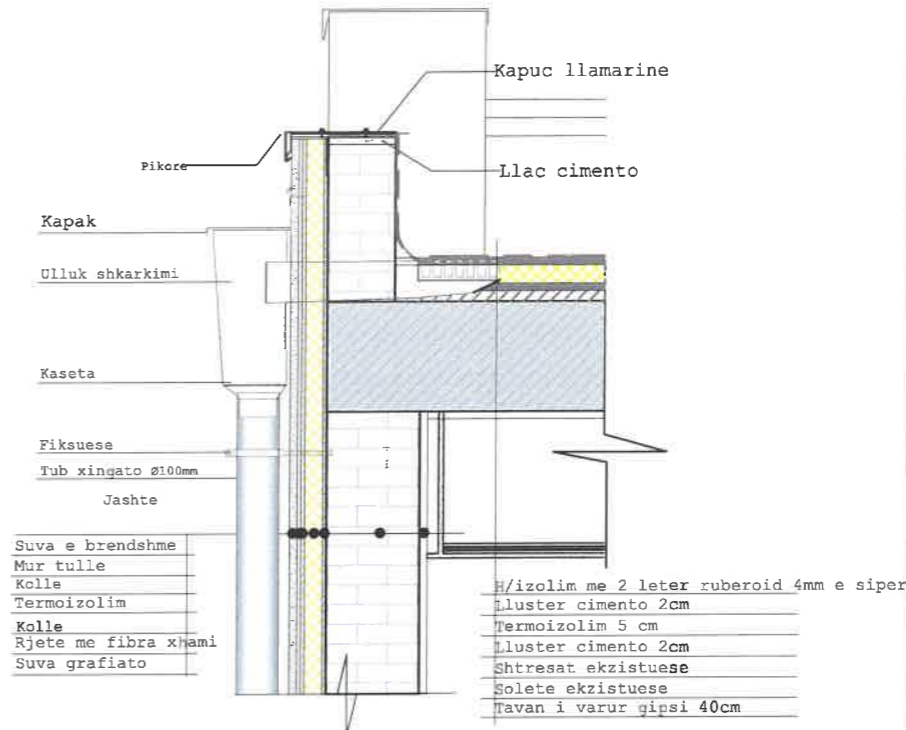 Kapuc llamarine
Pikore
Llac cimento
Kapak
Ulluk shkarkimi
Kaseta
Fiksuese
Tub xingato Ø100mm
Jashte
Suva e brendshme
Mur tulle
Kolle
Termoizolim
Kolle
Rjete me fibra xhami
Suva grafiato
H/izolim me 2 leter ruberoid 4mm e siper
Lluster cimento 2cm
Termoizolim 5 cm
Lluster cimento 2cm
Shtresat ekzistuese
Solete ekzistuese
Tavan i varur gipsi 40cm